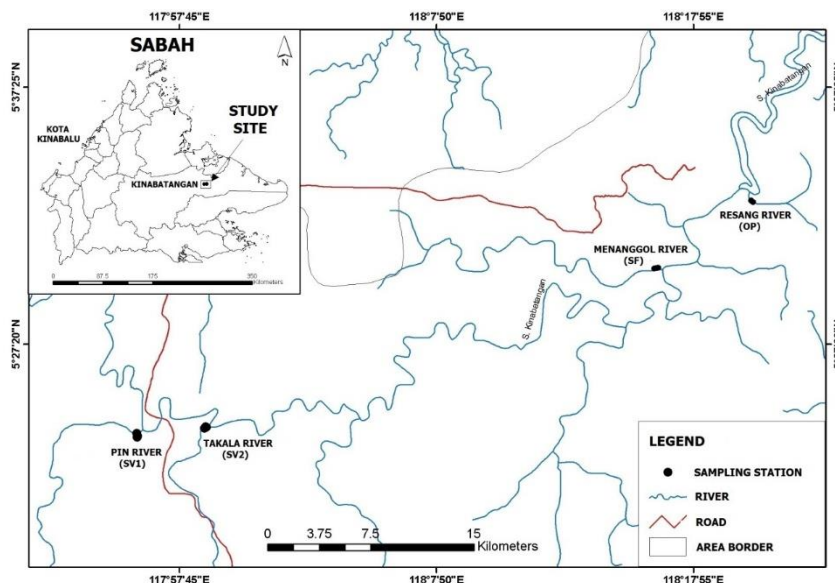 117°57'45"E
118°7'50"E
118°17'55"E
SABAH
N
STUDY
SITE
KOTA
KINABALU
KINABATANGAN
0 87.5 175 350
Kilometers
5°37'25"N
5°27'20"N
S. Kinabatangan
RESANG RIVER
(OP)
MENANGGOL RIVER
(SF)
S. Kinabatangan
PIN RIVER
(SV1)
TAKALA RIVER
(SV2)
0 3.75 7.5 15
Kilometers
LEGEND
SAMPLING STATION
RIVER
ROAD
AREA BORDER
117°57'45"E
118°7'50"E
118°17'55"E